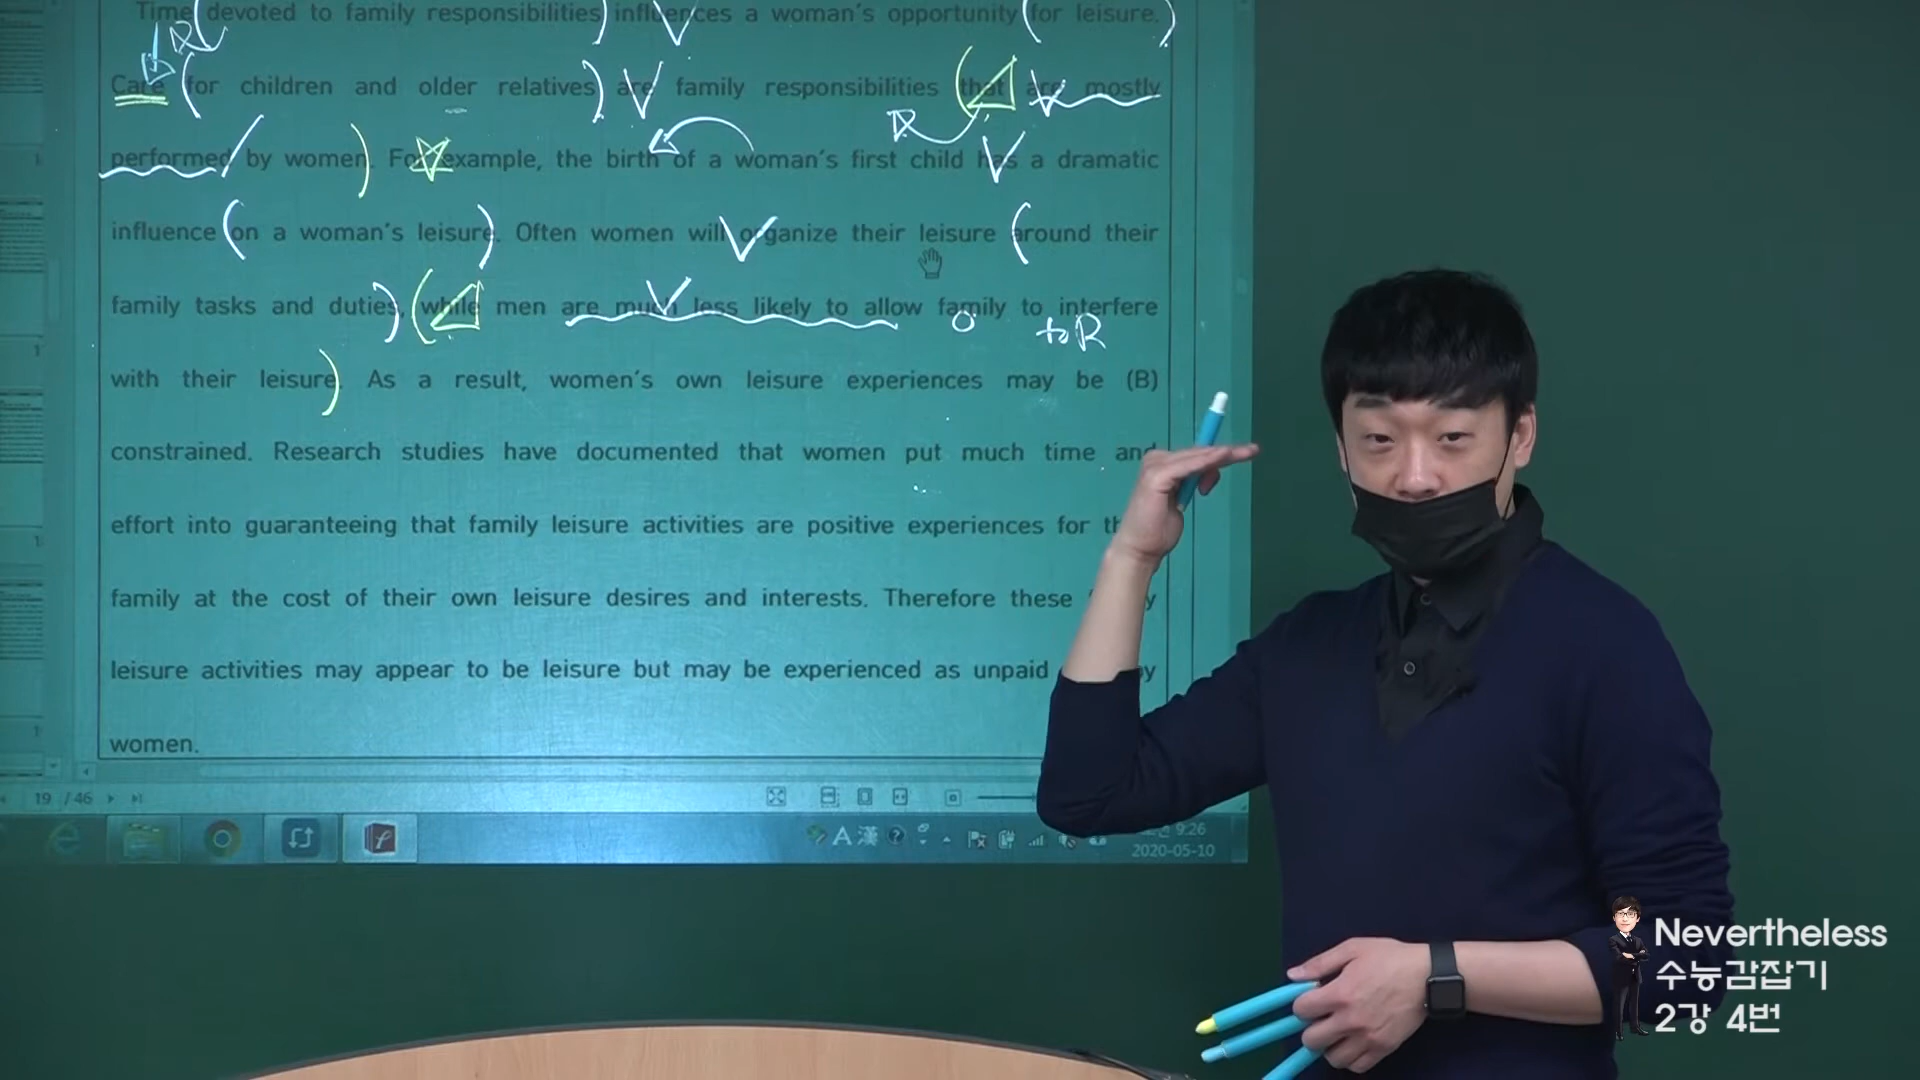 Time devoted to family responsibilities influences a woman's opportunity for leisure.
Care for children and older relatives are family responsibilities that are mostly
R
performed by women. For example, the birth of a woman's first child has a dramatic
influence on a woman's leisure. Often women will organize their leisure around their
family tasks and duties, while men are much less likely to allow family to interfere
O toR
with their leisure. As a result, women's own leisure experiences may be (B)
constrained. Research studies have documented that women put much time and
effort into guaranteeing that family leisure activities are positive experiences for
family at the cost of their own leisure desires and interests. Therefore these
leisure activities may appear to be leisure but may be experienced as unpaid
women.
19 / 46
A 漢
9:26
2020-05-10
Nevertheless
수능감잡기
2강 4번